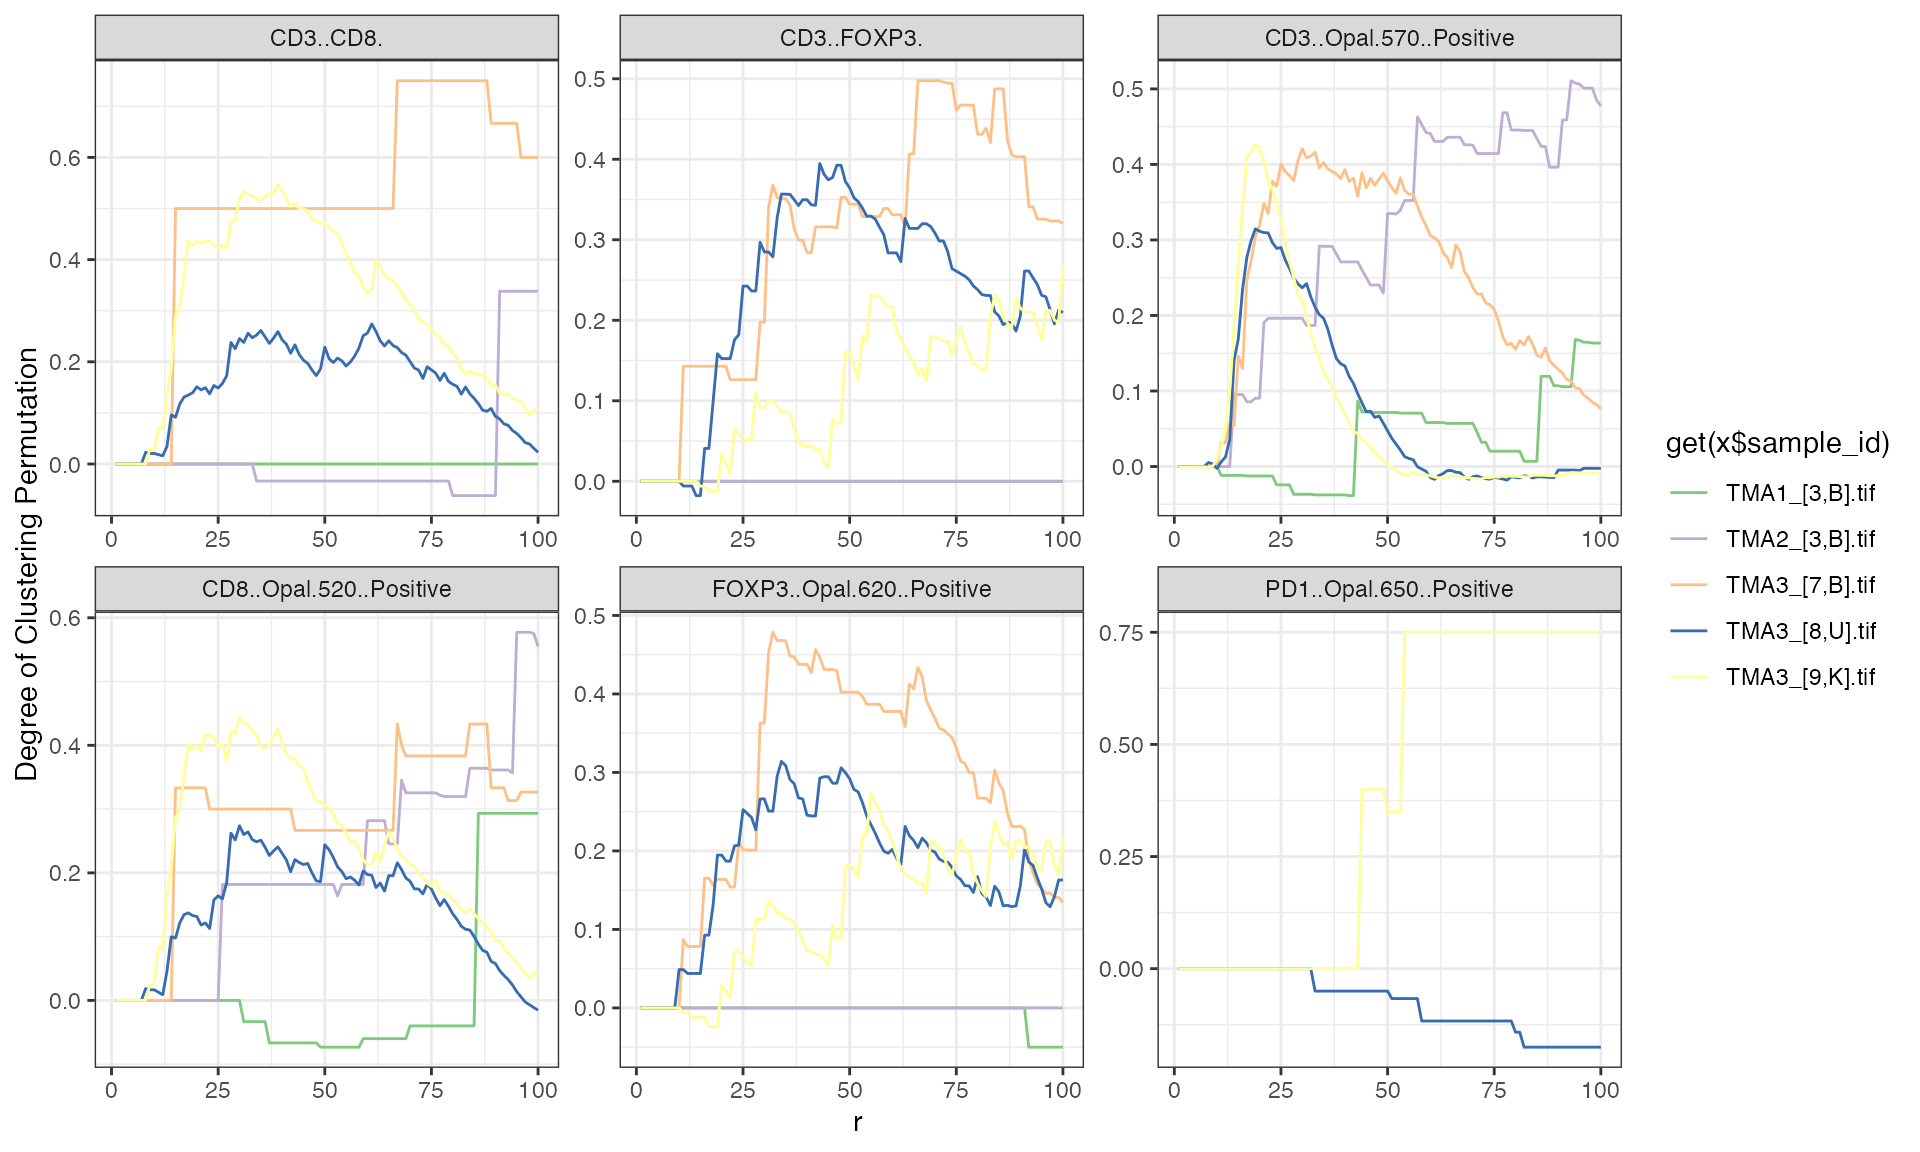 CD3..CD8.
CD3..FOXP3.
CD3..Opal.570..Positive
0.6
0.4
0.2
0.0
0 25 50 75 100
0.5
0.4
0.3
0.2
0.1
0.0
0 25 50 75 100
0.5
0.4
0.3
0.2
0.1
0.0
0 25 50 75 100
CD8..Opal.520..Positive
FOXP3..Opal.620..Positive
PD1..Opal.650..Positive
0.6
0.4
0.2
0.0
0 25 50 75 100
0.5
0.4
0.3
0.2
0.1
0.0
0 25 50 75 100
0.75
0.50
0.25
0.00
0 25 50 75 100
Degree of Clustering Permutation
r
get(x$sample_id)
TMA1_[3,B].tif
TMA2_[3,B].tif
TMA3_[7,B].tif
TMA3_[8,U].tif
TMA3_[9,K].tif